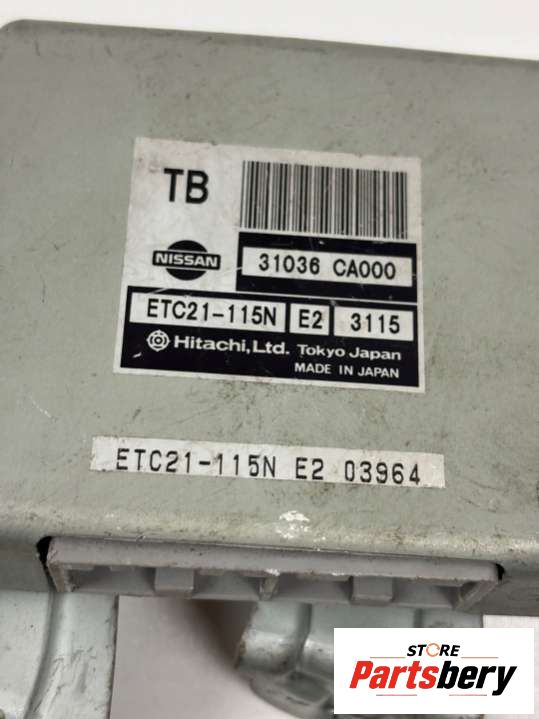 TB
NISSAN
31036 CA000
ETC21-115N E2 3115
Hitachi, Ltd. Tokyo Japan
MADE IN JAPAN
ETC21-115N E2 03964
STORE
Partsbery